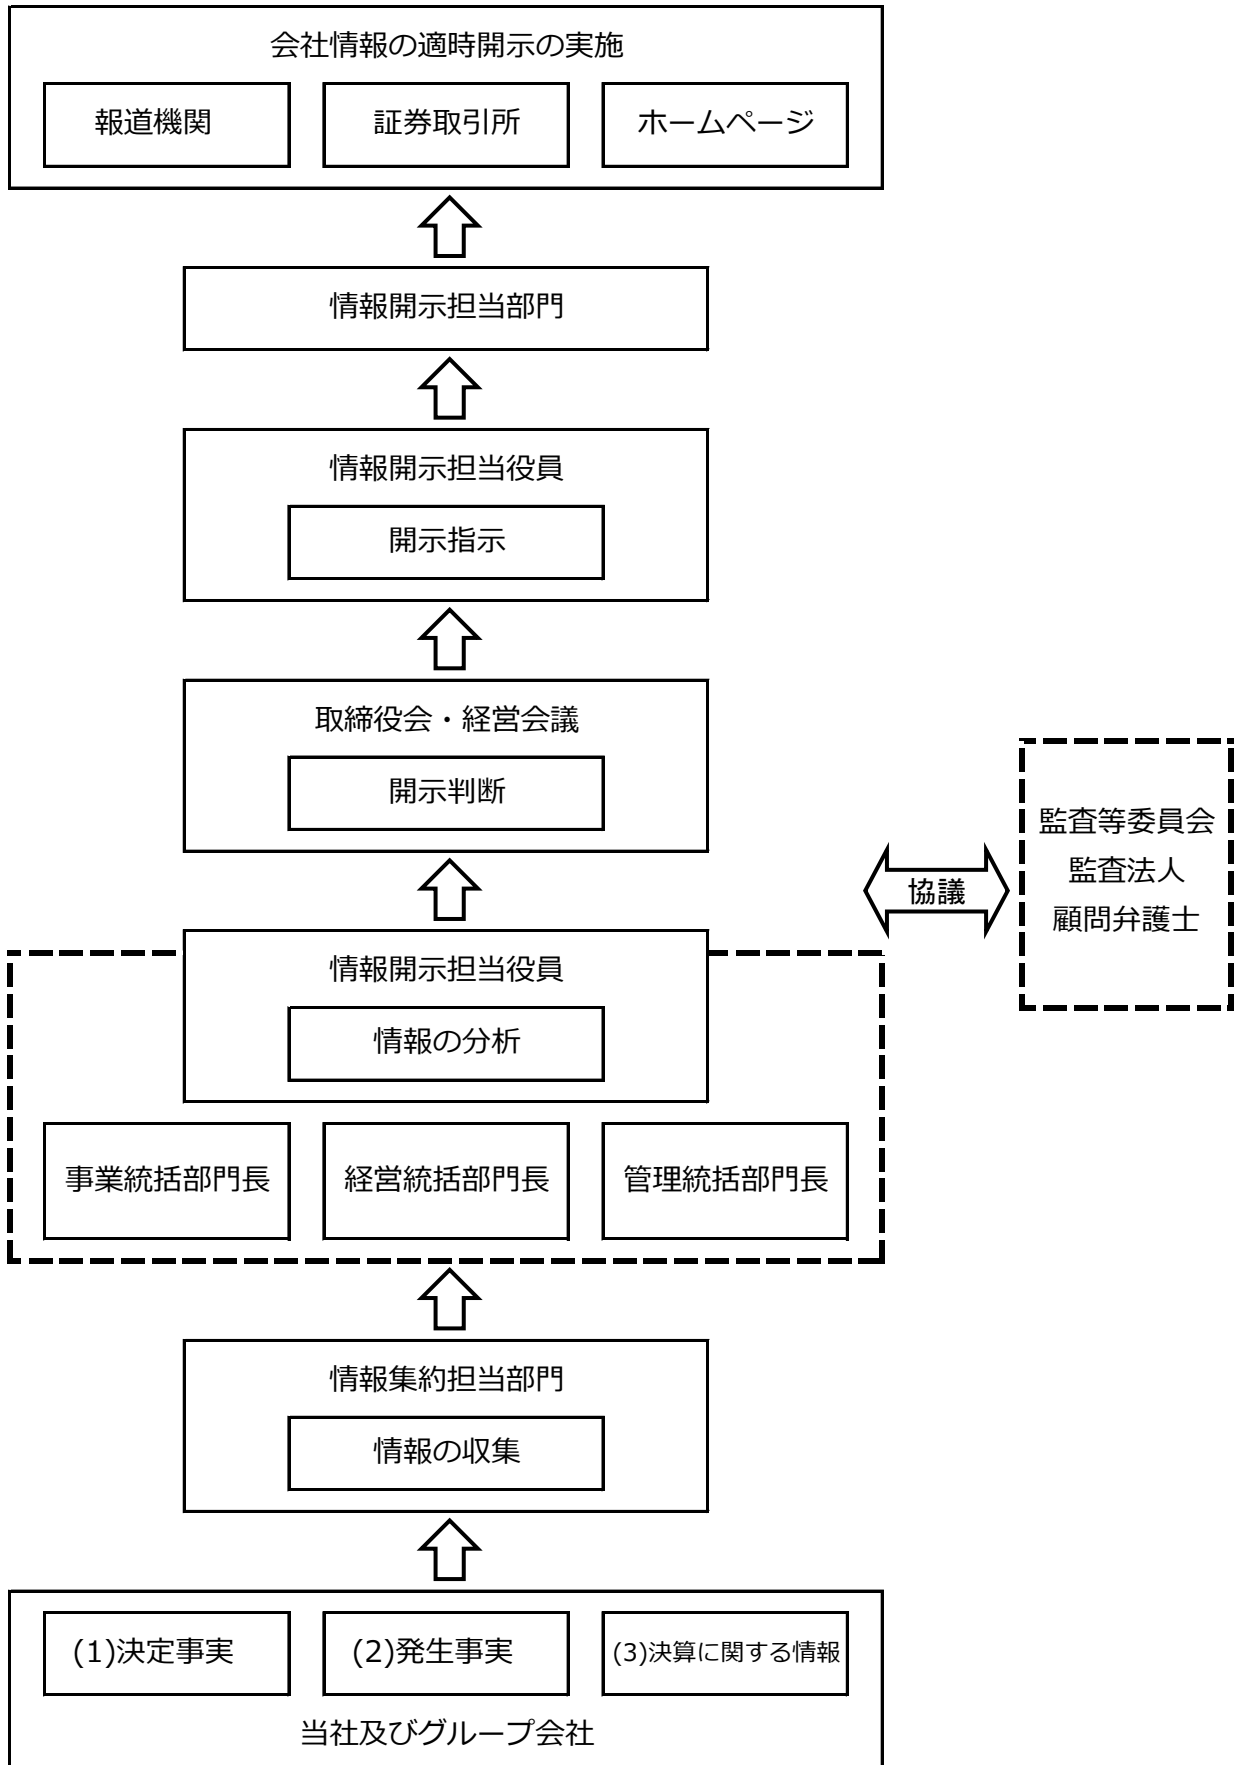 会社情報の適時開示の実施
報道機関
証券取引所
ホームページ
情報開示担当部門
情報開示担当役員
開示指示
取締役会・経営会議
開示判断
協議
監査等委員会
監査法人
顧問弁護士
情報開示担当役員
情報の分析
事業統括部門長
経営統括部門長
管理統括部門長
情報集約担当部門
情報の収集
(1)決定事実
(2)発生事実
(3)決算に関する情報
当社及びグループ会社